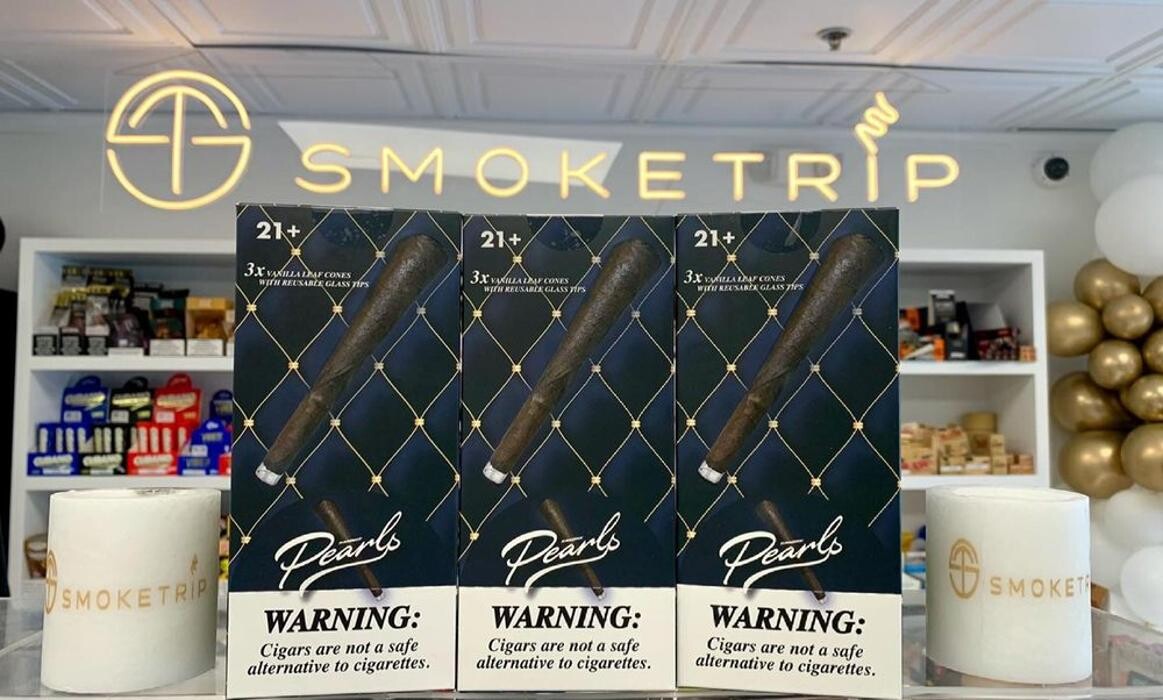 SMOKETRIP
21+
3x VANILLA LEAF CONES
WITH REUSABLE GLASS TIPS
Pearls
WARNING:
Cigars are not a safe
alternative to cigarettes.
21+
3x VANILLA LEAF CONES
WITH REUSABLE GLASS TIPS
Pearls
WARNING:
Cigars are not a safe
alternative to cigarettes.
21+
3x VANILLA LEAF CONES
WITH REUSABLE GLASS TIPS
Pearls
WARNING:
Cigars are not a safe
alternative to cigarettes.
SMOKETRIP
SMOKETRIP